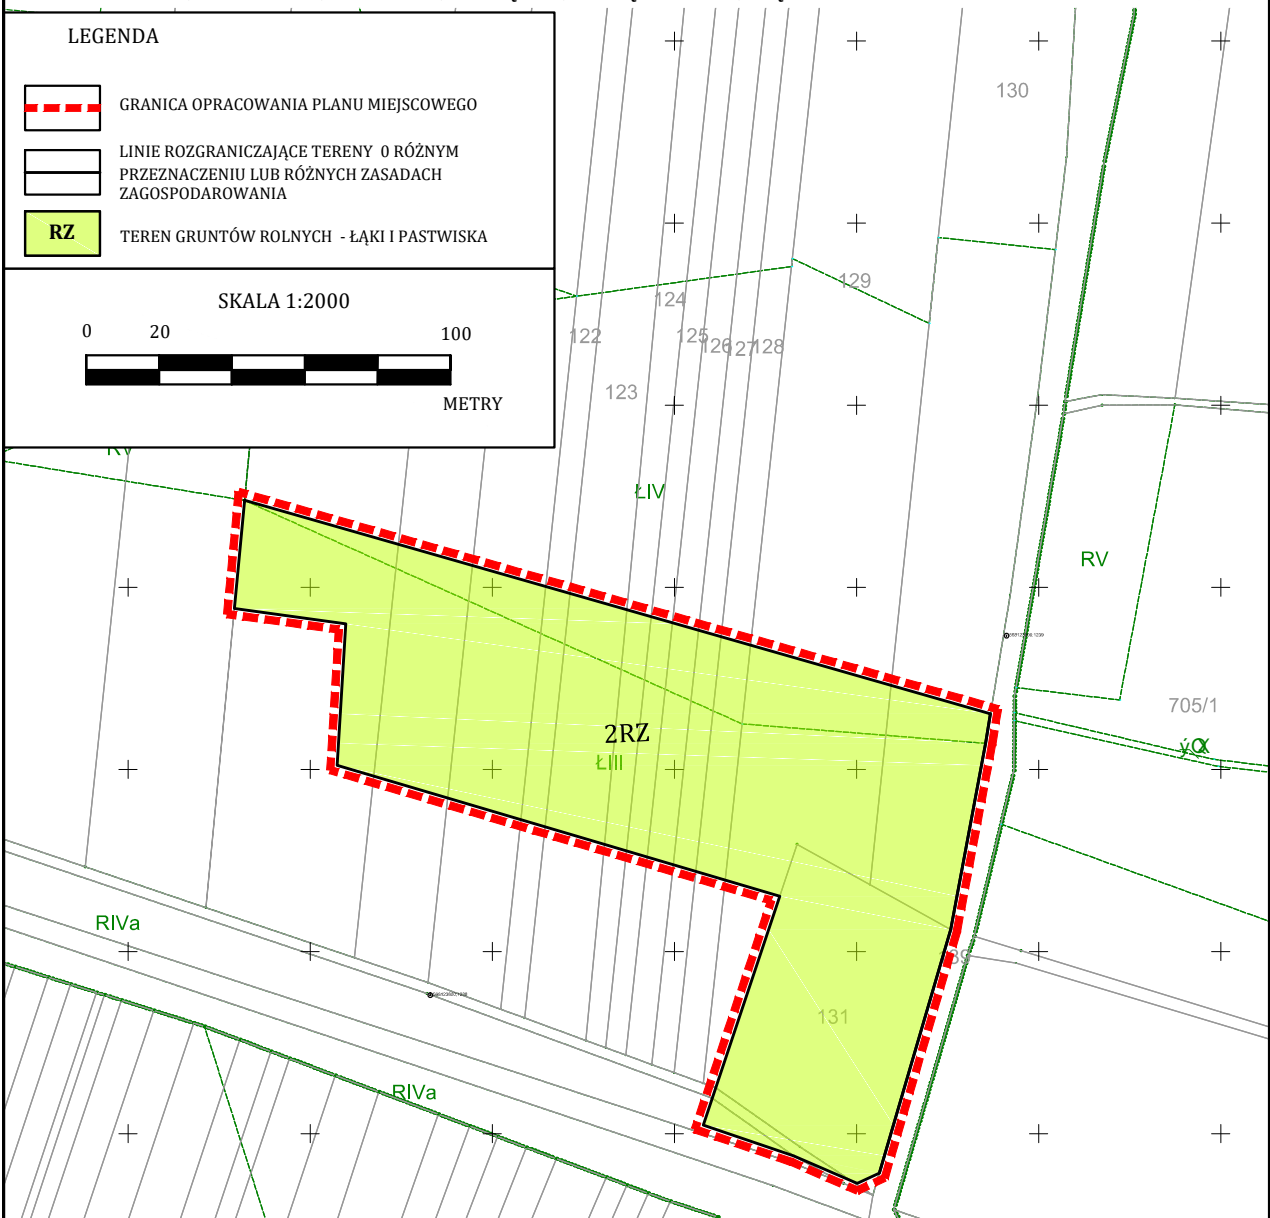 LEGENDA
GRANICA OPRACOWANIA PLANU MIEJSCOWEGO
LINIE ROZGRANICZAJĄCE TERENY 0 RÓŻNYM
PRZEZNACZENIU LUB RÓŻNYCH ZASADACH
ZAGOSPODAROWANIA
RZ
TEREN GRUNTÓW ROLNYCH - ŁĄKI I PASTWISKA
SKALA 1:2000
0 20 100
METRY
130
129
124
122
125
126
127
128
123
ŁIV
RV
705/1
2RZ
ŁIII
RIVa
131
RIVa